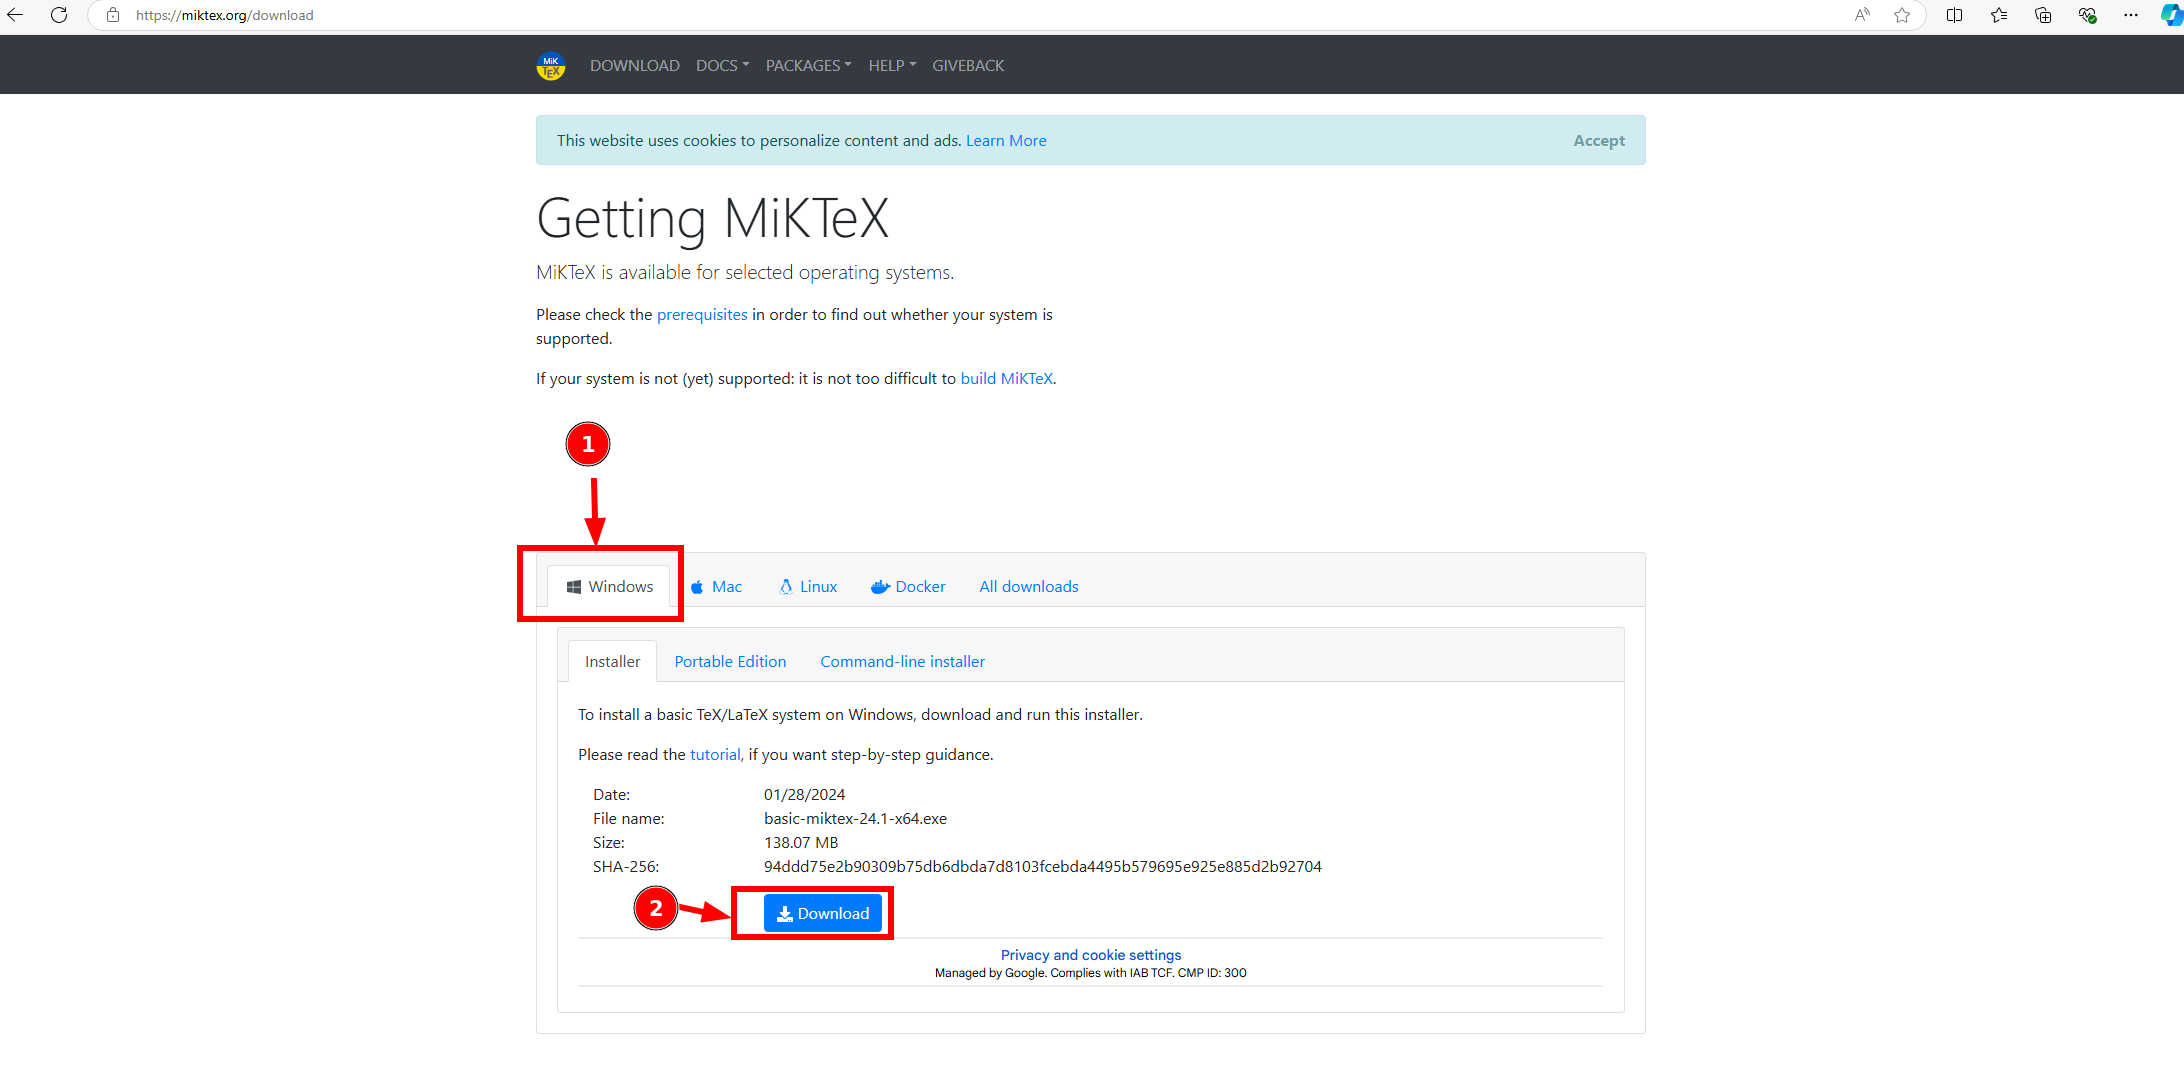 https://miktex.org/download
MiK
TEX
DOWNLOAD DOCS PACKAGES HELP GIVEBACK
This website uses cookies to personalize content and ads. Learn More Accept
Getting MiKTeX
MiKTeX is available for selected operating systems.
Please check the prerequisites in order to find out whether your system is
supported.
If your system is not (yet) supported: it is not too difficult to build MiKTeX.
1
Windows Mac Linux Docker All downloads
Installer Portable Edition Command-line installer
To install a basic TeX/LaTeX system on Windows, download and run this installer.
Please read the tutorial, if you want step-by-step guidance.
Date: 01/28/2024
File name: basic-miktex-24.1-x64.exe
Size: 138.07 MB
SHA-256: 94ddd75e2b90309b75db6dbda7d8103fcebda4495b579695e925e885d2b92704
2 Download
Privacy and cookie settings
Managed by Google. Complies with IAB TCF. CMP ID: 300